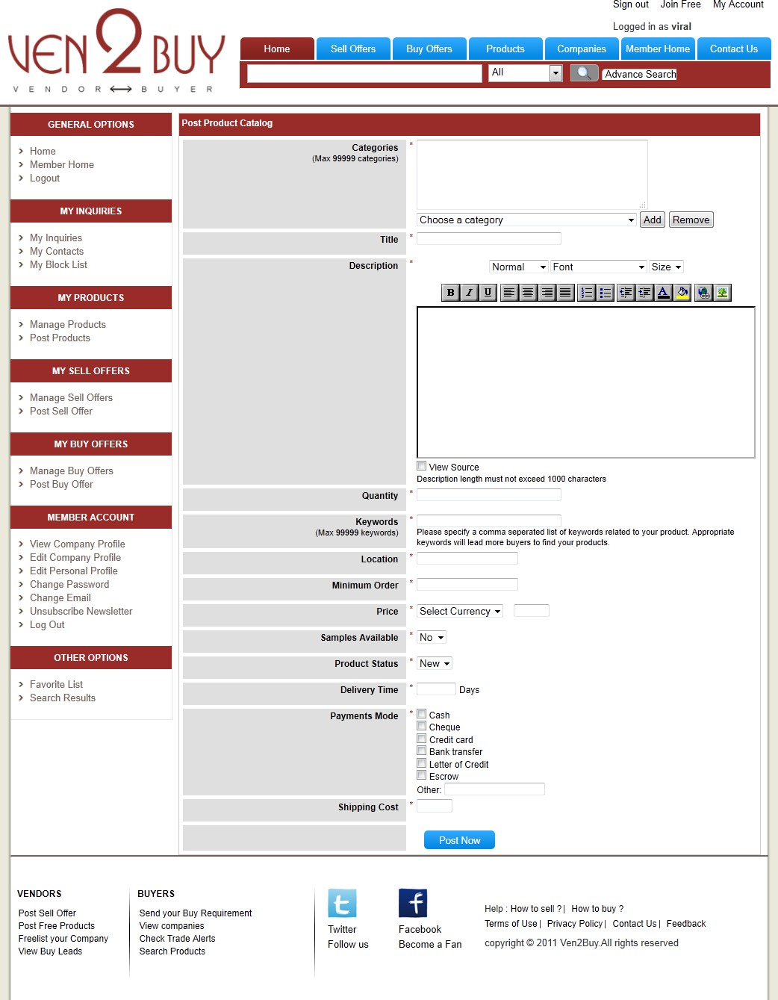 Sign out Join Free My Account
Logged in as viral
VEN2BUY
VENDOR BUYER
Home Sell Offers Buy Offers Products Companies Member Home Contact Us
All Advance Search
GENERAL OPTIONS
Home
Member Home
Logout
MY INQUIRIES
My Inquiries
My Contacts
My Block List
MY PRODUCTS
Manage Products
Post Products
MY SELL OFFERS
Manage Sell Offers
Post Sell Offer
MY BUY OFFERS
Manage Buy Offers
Post Buy Offer
MEMBER ACCOUNT
View Company Profile
Edit Company Profile
Edit Personal Profile
Change Password
Change Email
Unsubscribe Newsletter
Log Out
OTHER OPTIONS
Favorite List
Search Results
Post Product Catalog
Categories *
(Max 99999 categories)
Choose a category Add Remove
Title *
Description * Normal Font Size
B I U A
View Source
Description length must not exceed 1000 characters
Quantity *
Keywords *
(Max 99999 keywords)
Please specify a comma seperated list of keywords related to your product. Appropriate
keywords will lead more buyers to find your products.
Location *
Minimum Order *
Price * Select Currency
Samples Available * No
Product Status * New
Delivery Time * Days
Payments Mode * Cash
Cheque
Credit card
Bank transfer
Letter of Credit
Escrow
Other:
Shipping Cost *
Post Now
VENDORS
Post Sell Offer
Post Free Products
Freelist your Company
View Buy Leads
BUYERS
Send your Buy Requirement
View companies
Check Trade Alerts
Search Products
Twitter
Follow us
Facebook
Become a Fan
Help : How to sell ? | How to buy ?
Terms of Use | Privacy Policy | Contact Us | Feedback
copyright © 2011 Ven2Buy.All rights reserved